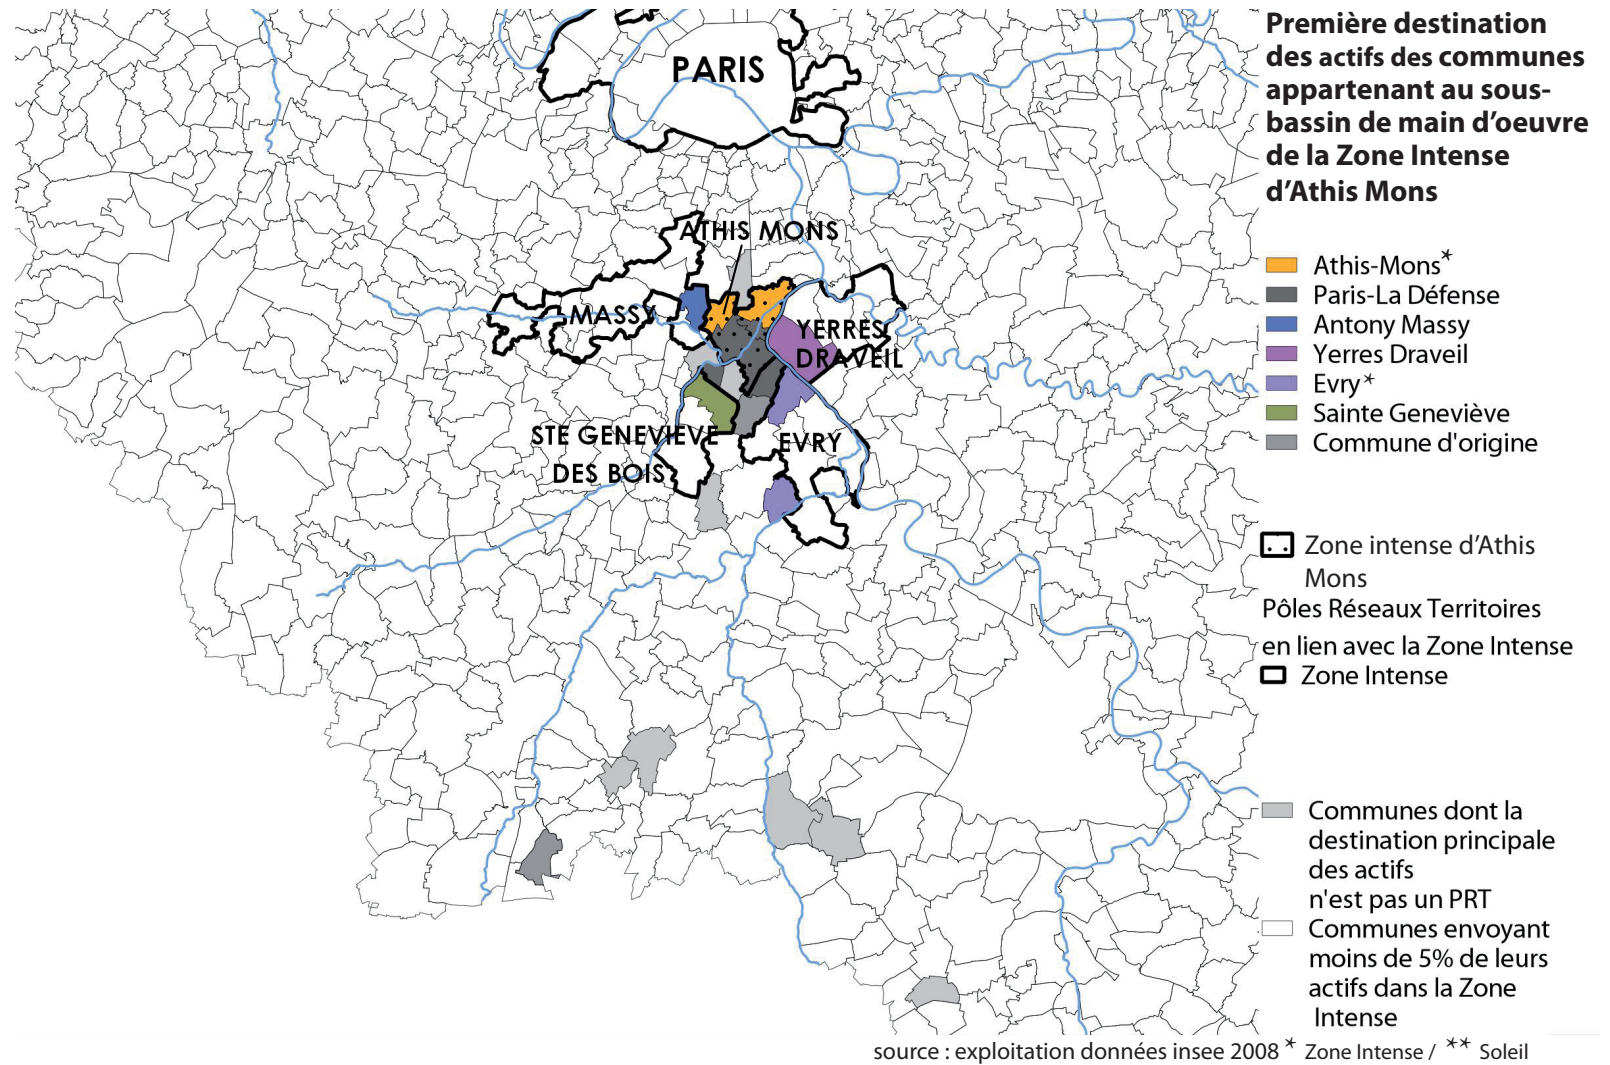 PARIS
ATHIS MONS
MASSY
YERRES
DRAVEIL
STE GENEVIEVE
DES BOIS
EVRY
Première destination
des actifs des communes
appartenant au sous-
bassin de main d’oeuvre
de la Zone Intense
d’Athis Mons
Athis-Mons*
Paris-La Défense
Antony Massy
Yerres Draveil
Evry*
Sainte Geneviève
Commune d'origine
Zone intense d’Athis
Mons
Pôles Réseaux Territoires
en lien avec la Zone Intense
Zone Intense
Communes dont la
destination principale
des actifs
n'est pas un PRT
Communes envoyant
moins de 5% de leurs
actifs dans la Zone
Intense
source : exploitation données insee 2008 * Zone Intense / ** Soleil